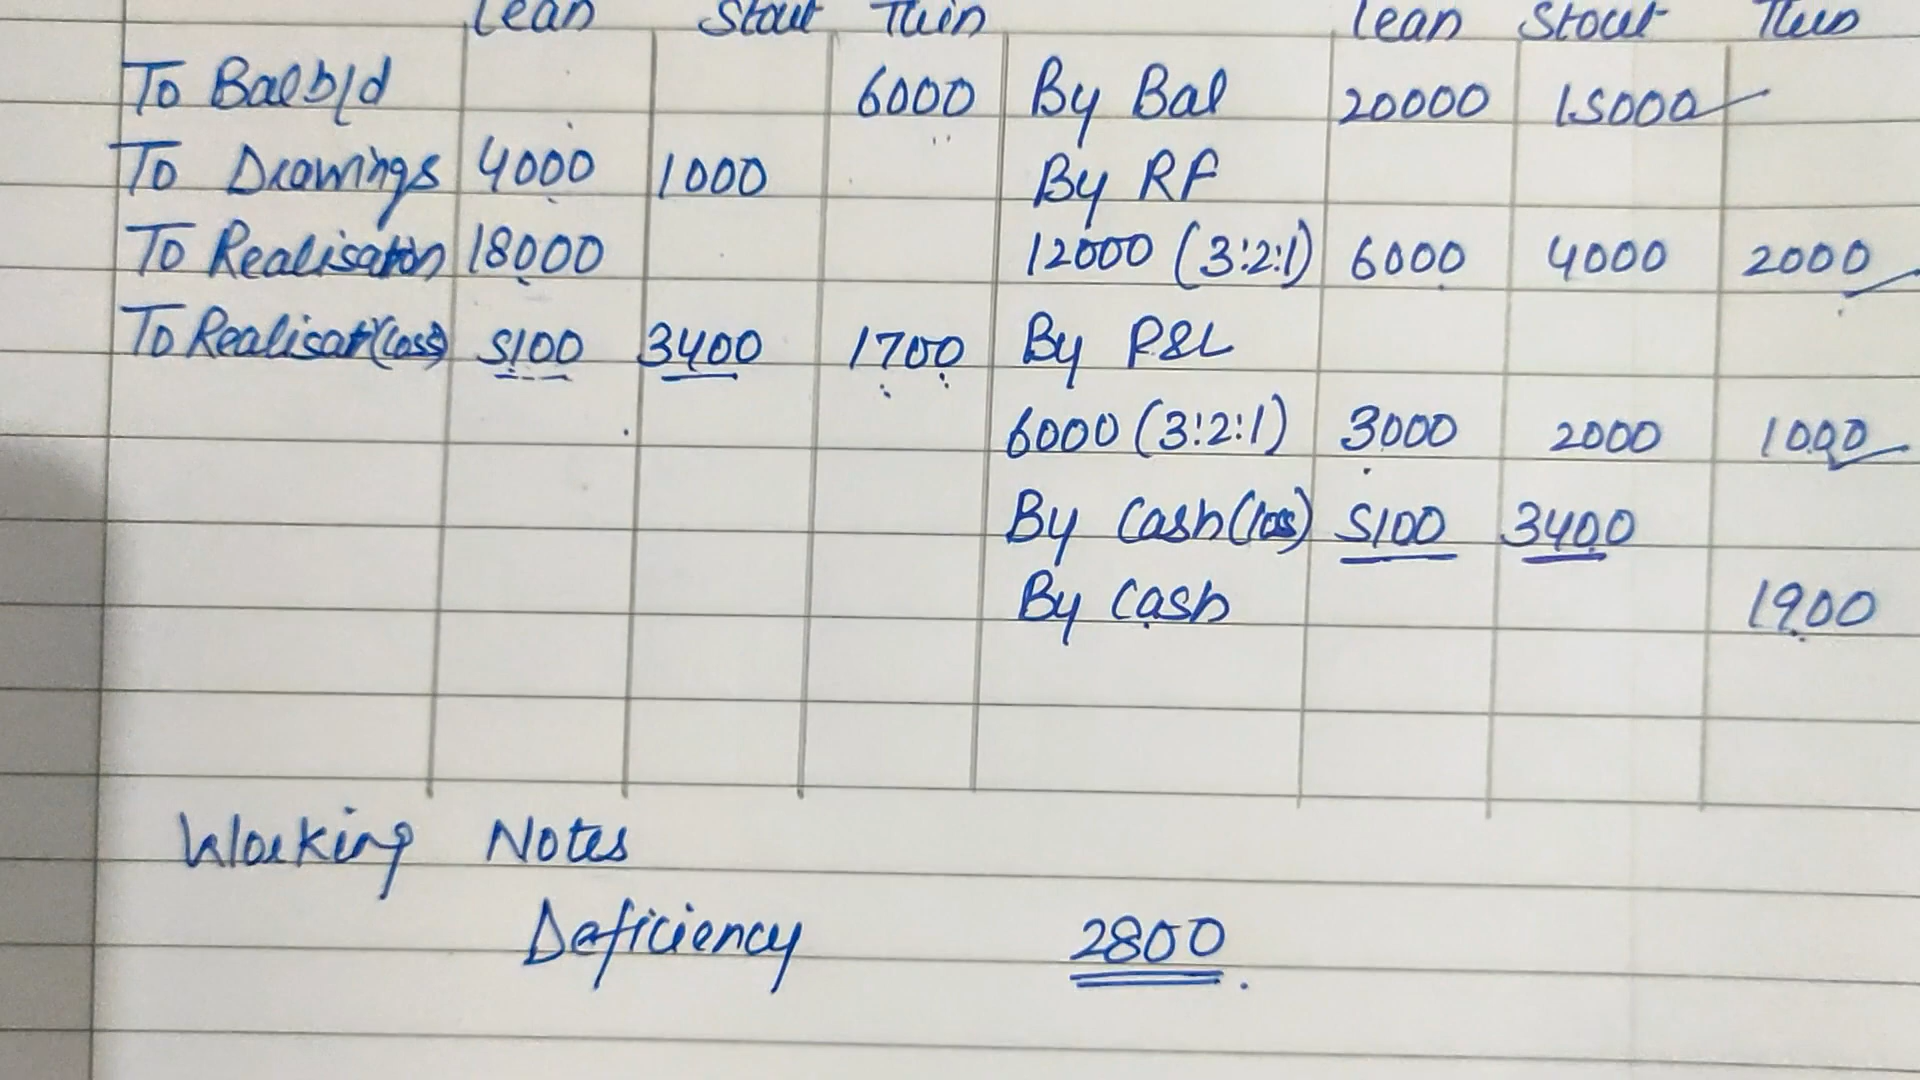 Lean Stout Thin Lean Stout Thin
To Bal b/d 6000 By Bal 20000 15000
To Drawings 4000 1000 By RF
To Realisation 18000 12000 (3:2:1) 6000 4000 2000
To Realisat (loss) 5100 3400 1700 By P&L
6000 (3:2:1) 3000 2000 1000
By Cash (loss) 5100 3400
By Cash 1900
Working Notes
Deficiency 2800